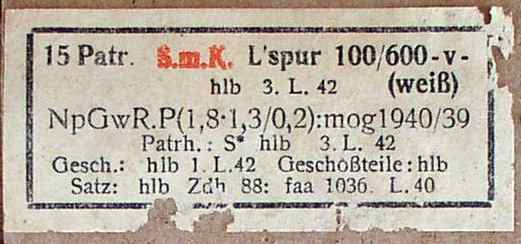 15 Patr. S.m.K. L'spur 100/600-v-
hlb 3. L. 42 (weiß)
NpGwR.P(1,8·1,3/0,2):mog1940/39
Patrh.: S* hlb 3. L. 42
Gesch.: hlb 1. L.42 Geschoßteile: hlb
Satz: hlb Zdh 88: faa 1036. L. 40